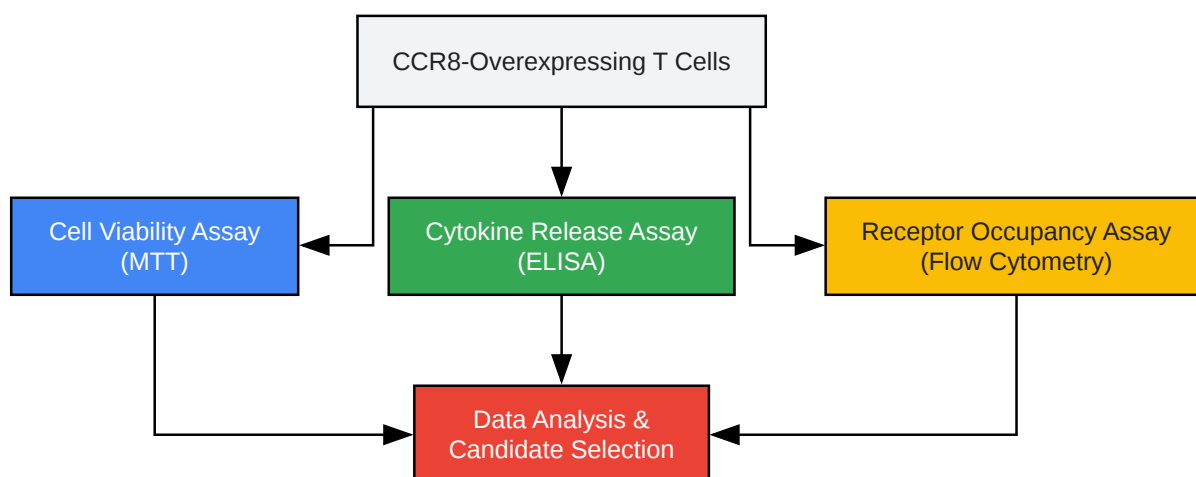 CCR8-Overexpressing T Cells
Cell Viability Assay
(MTT)
Cytokine Release Assay
(ELISA)
Receptor Occupancy Assay
(Flow Cytometry)
Data Analysis &
Candidate Selection